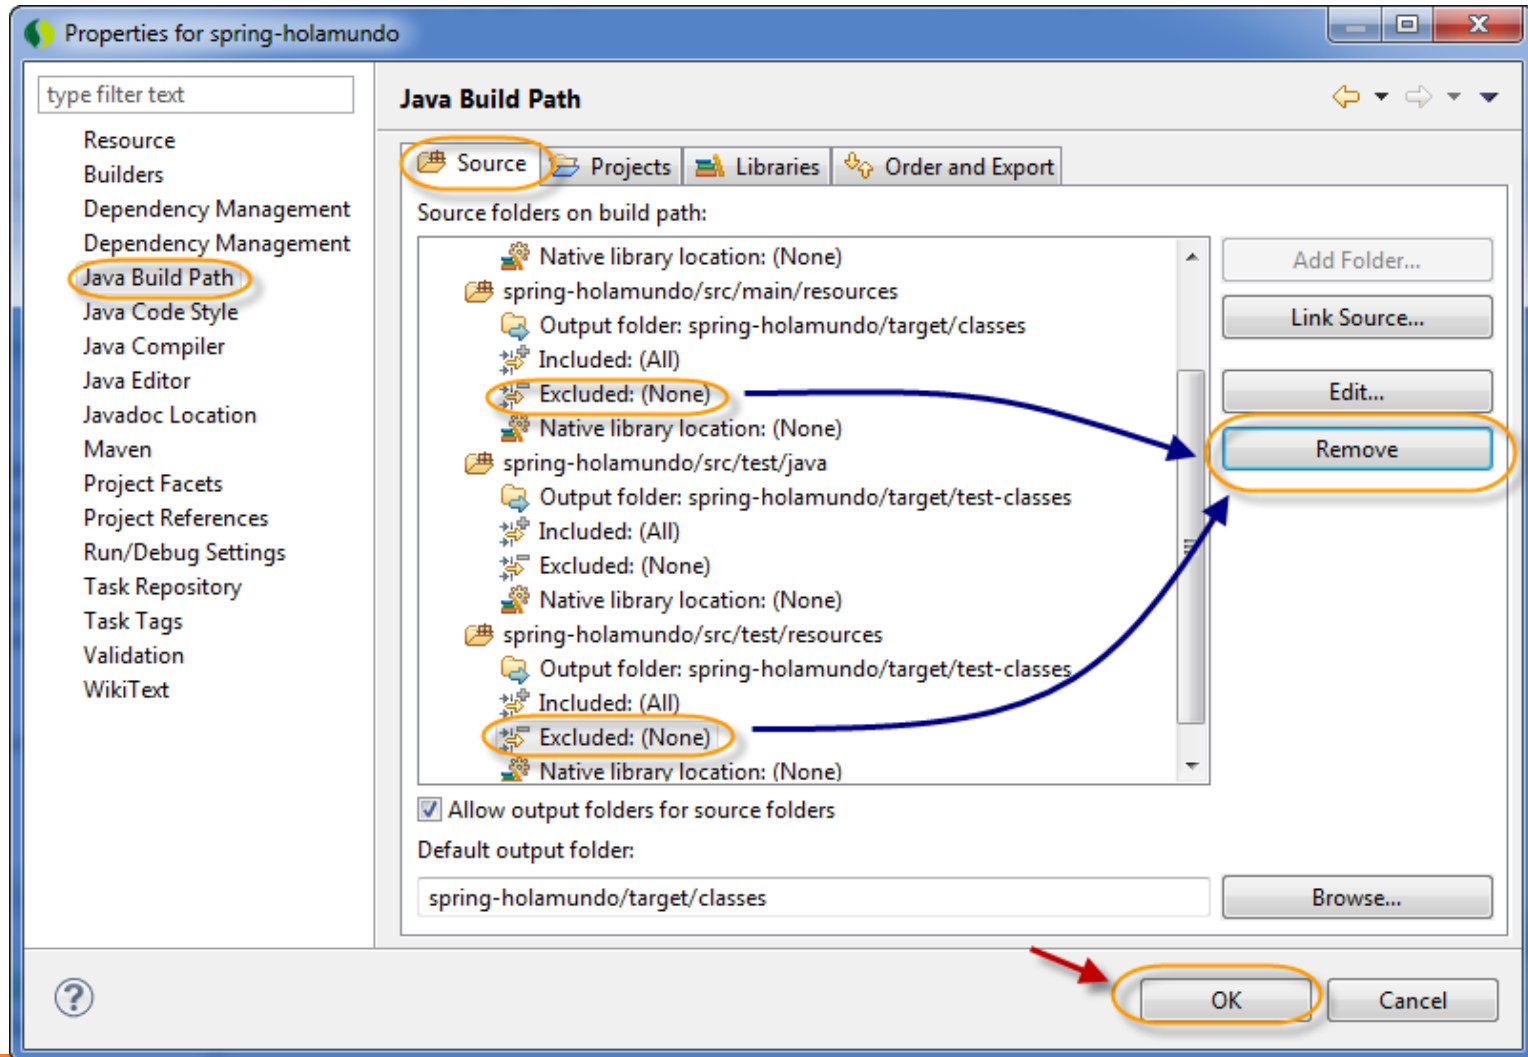 Properties for spring-holamundo
type filter text
Resource
Builders
Dependency Management
Dependency Management
Java Build Path
Java Code Style
Java Compiler
Java Editor
Javadoc Location
Maven
Project Facets
Project References
Run/Debug Settings
Task Repository
Task Tags
Validation
WikiText
Java Build Path
Source Projects Libraries Order and Export
Source folders on build path:
Native library location: (None)
spring-holamundo/src/main/resources
Output folder: spring-holamundo/target/classes
Included: (All)
Excluded: (None)
Native library location: (None)
spring-holamundo/src/test/java
Output folder: spring-holamundo/target/test-classes
Included: (All)
Excluded: (None)
Native library location: (None)
spring-holamundo/src/test/resources
Output folder: spring-holamundo/target/test-classes
Included: (All)
Excluded: (None)
Native library location: (None)
Add Folder...
Link Source...
Edit...
Remove
Allow output folders for source folders
Default output folder:
spring-holamundo/target/classes
Browse...
OK
Cancel